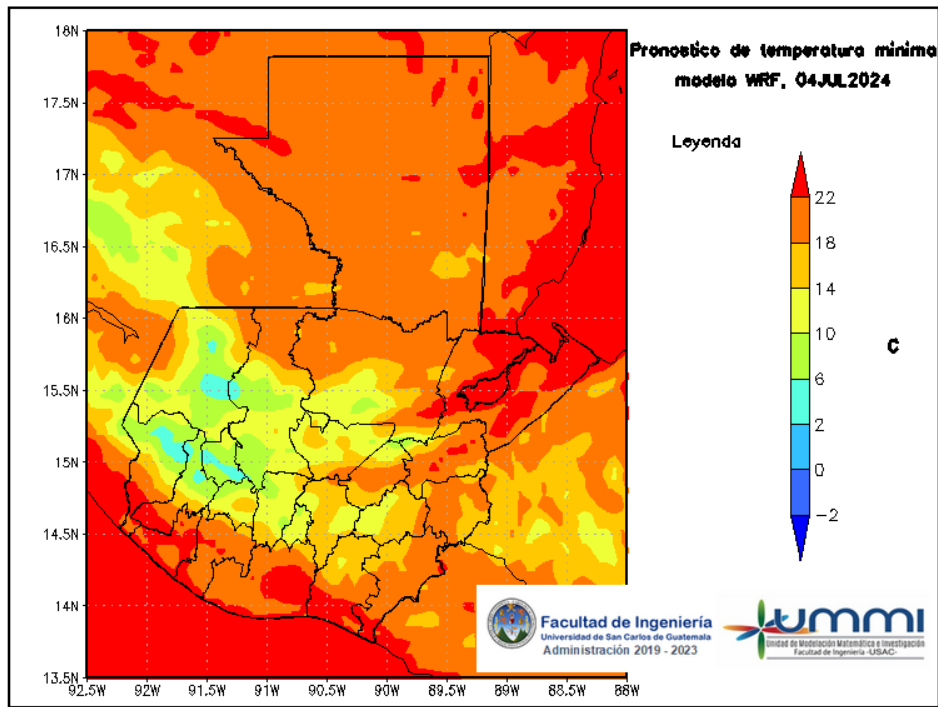 Pronostico de temperatura minima
modelo WRF, 04JUL2024
Leyenda
22
18
14
10
6
2
0
-2
C
18N
17.5N
17N
16.5N
16N
15.5N
15N
14.5N
14N
13.5N
92.5W 92W 91.5W 91W 90.5W 90W 89.5W 89W 88.5W 88W
Facultad de Ingeniería
Universidad de San Carlos de Guatemala
Administración 2019 - 2023
UMMI
Unidad de Modelación Matemática e Investigación
Facultad de Ingeniería -USAC-